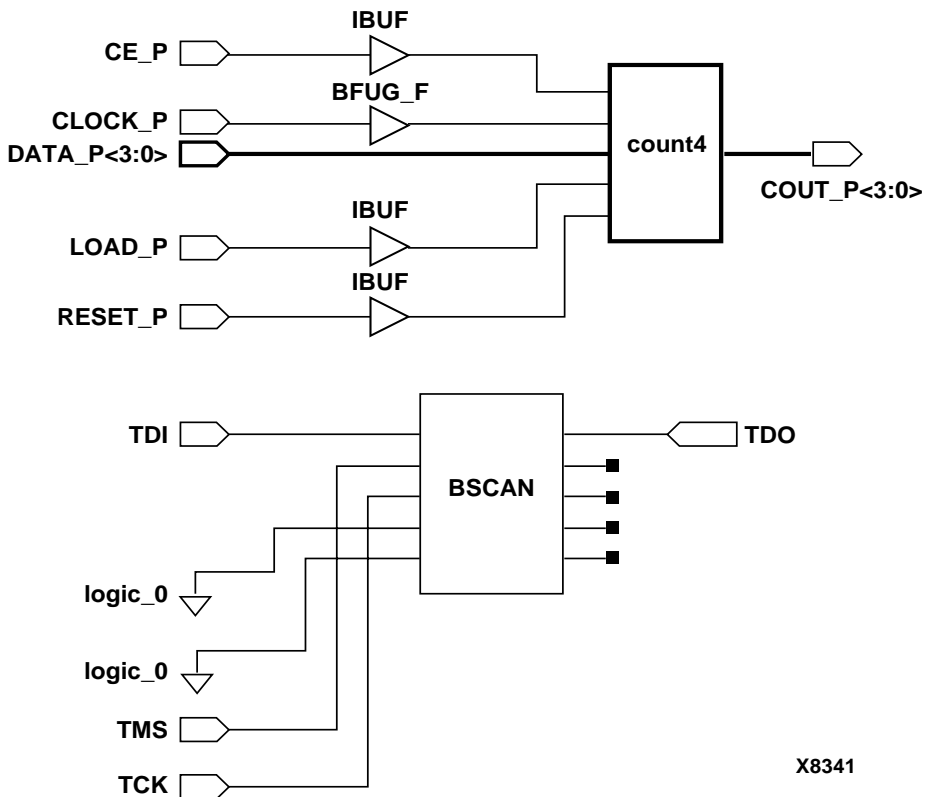 IBUF
CE_P
BFUG_F
CLOCK_P
count4
DATA_P<3:0>
COUT_P<3:0>
IBUF
LOAD_P
IBUF
RESET_P
TDI
TDO
BSCAN
logic_0
logic_0
TMS
TCK
X8341